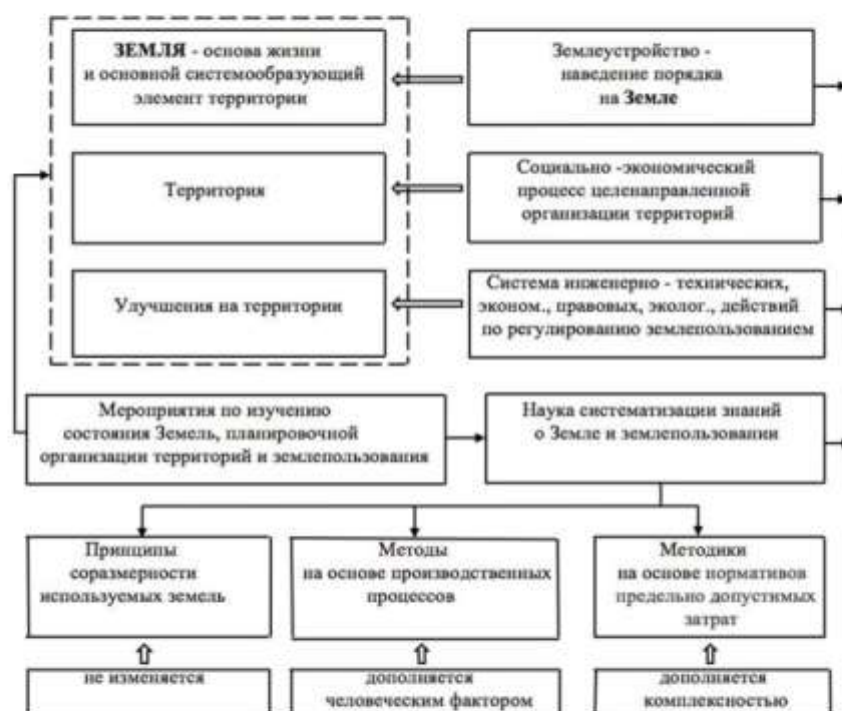 ЗЕМЛЯ - основа жизни
и основной системообразующий
элемент территории
Землеустройство -
наведение порядка
на Земле
Территория
Социально -экономический
процесс целенаправленной
организации территорий
Улучшения на территории
Система инженерно - технических,
эконом., правовых, эколог., действий
по регулированию землепользованием
Мероприятия по изучению
состояния Земель, планировочной
организации территорий и землепользования
Наука систематизации знаний
о Земле и землепользовании
Принципы
соразмерности
используемых земель
Методы
на основе производственных
процессов
Методики
на основе нормативов
предельно допустимых
затрат
не изменяется
дополняется
человеческим фактором
дополняется
комплексностью